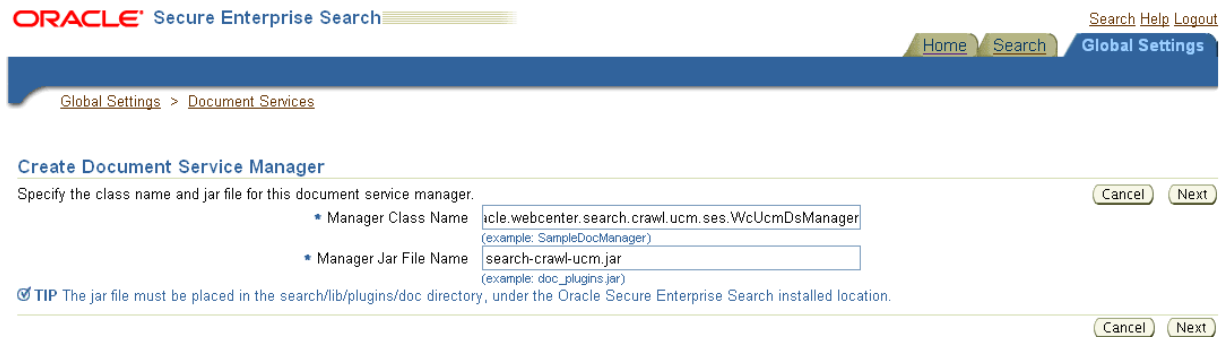 ORACLE® Secure Enterprise Search
Search Help Logout
Home Search Global Settings
Global Settings > Document Services
Create Document Service Manager
Specify the class name and jar file for this document service manager.
Cancel Next
* Manager Class Name acle.webcenter.search.crawl.ucm.ses.WcUcmDsManager
(example: SampleDocManager)
* Manager Jar File Name search-crawl-ucm.jar
(example: doc_plugins.jar)
TIP The jar file must be placed in the search/lib/plugins/doc directory, under the Oracle Secure Enterprise Search installed location.
Cancel Next